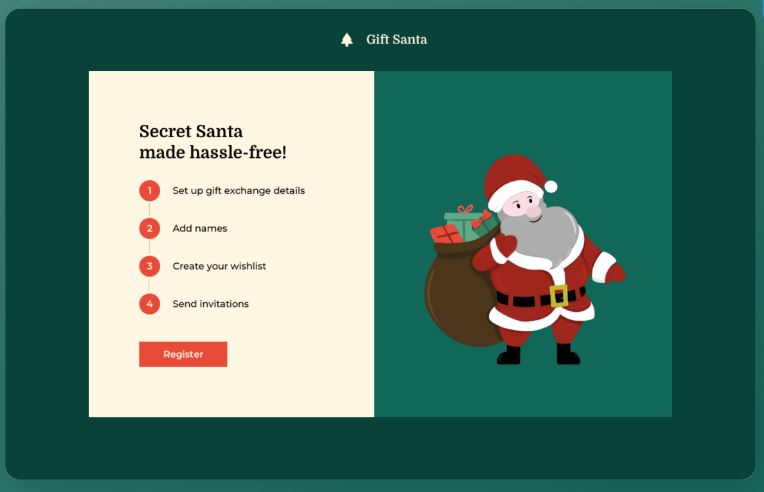 Gift Santa
Secret Santa
made hassle-free!
1 Set up gift exchange details
2 Add names
3 Create your wishlist
4 Send invitations
Register